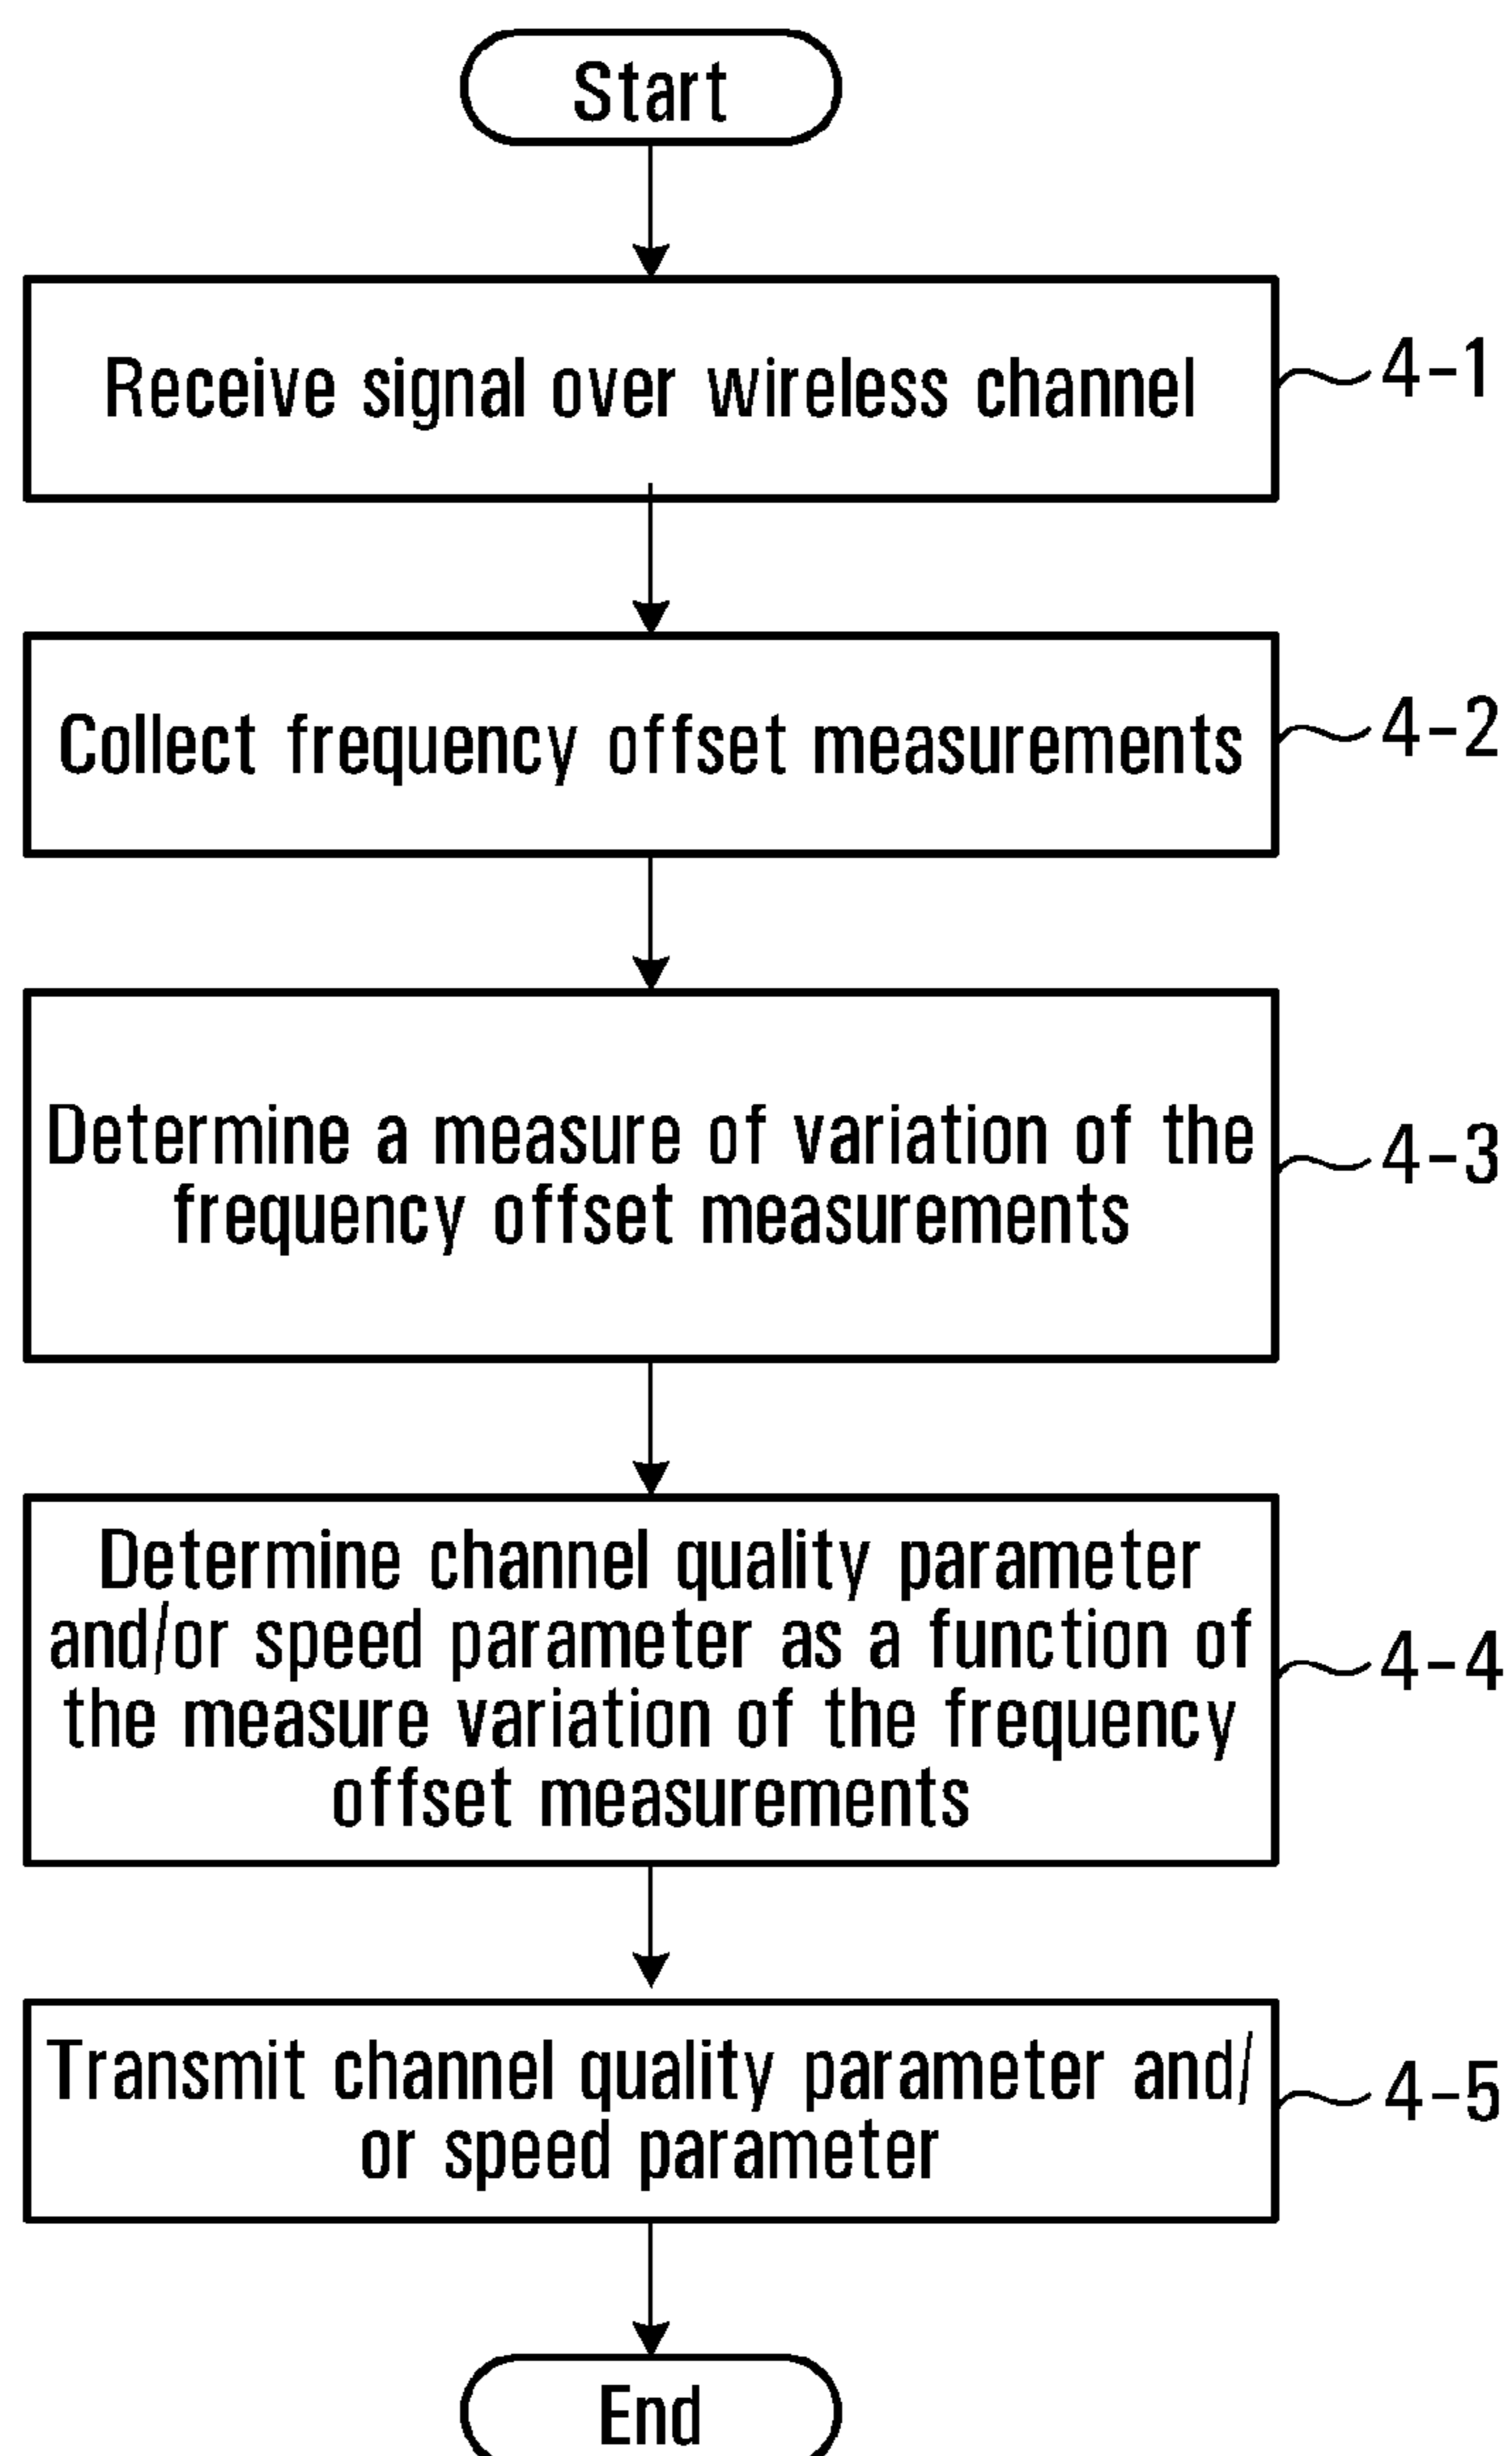 Start
Receive signal over wireless channel
4-1
Collect frequency offset measurements
4-2
Determine a measure of variation of the
frequency offset measurements
4-3
Determine channel quality parameter
and/or speed parameter as a function of
the measure variation of the frequency
offset measurements
4-4
Transmit channel quality parameter and/
or speed parameter
4-5
End